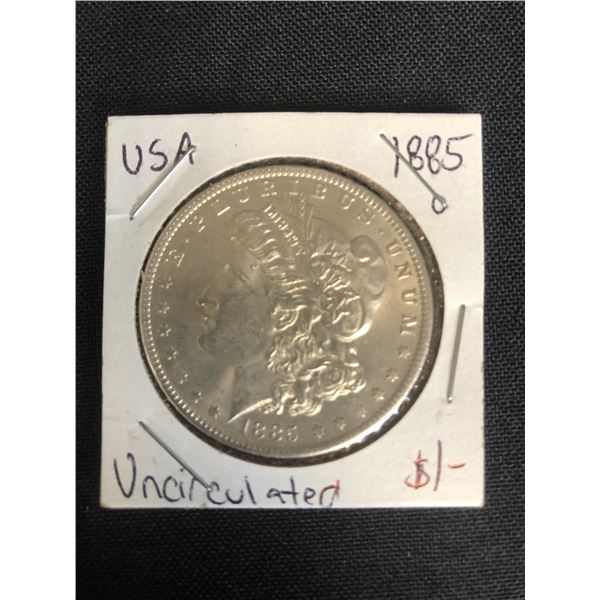 USA 1885
O
E · PLURIBUS · UNUM
1885
Uncirculated $1/-